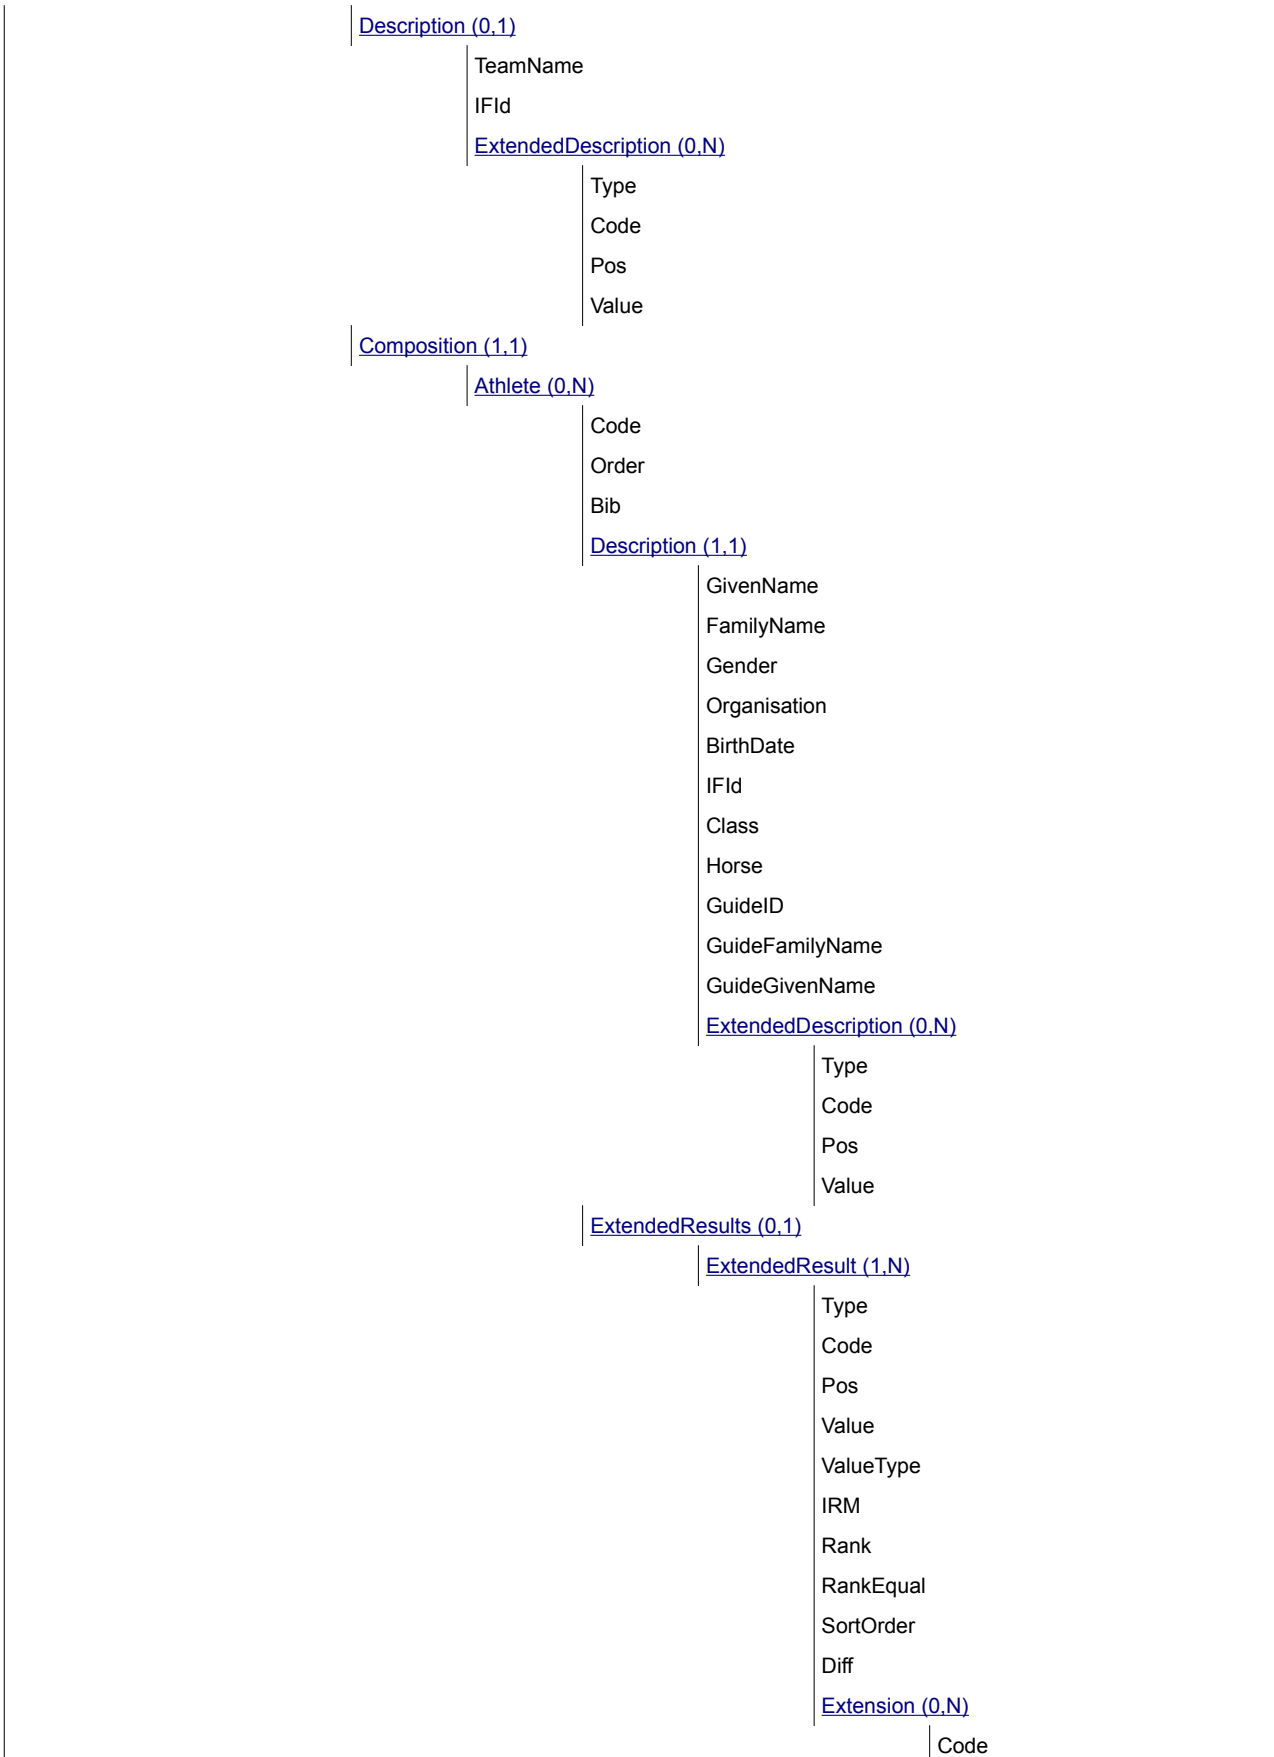 Description (0,1)
TeamName
IFId
ExtendedDescription (0,N)
Type
Code
Pos
Value
Composition (1,1)
Athlete (0,N)
Code
Order
Bib
Description (1,1)
GivenName
FamilyName
Gender
Organisation
BirthDate
IFId
Class
Horse
GuideID
GuideFamilyName
GuideGivenName
ExtendedDescription (0,N)
Type
Code
Pos
Value
ExtendedResults (0,1)
ExtendedResult (1,N)
Type
Code
Pos
Value
ValueType
IRM
Rank
RankEqual
SortOrder
Diff
Extension (0,N)
Code